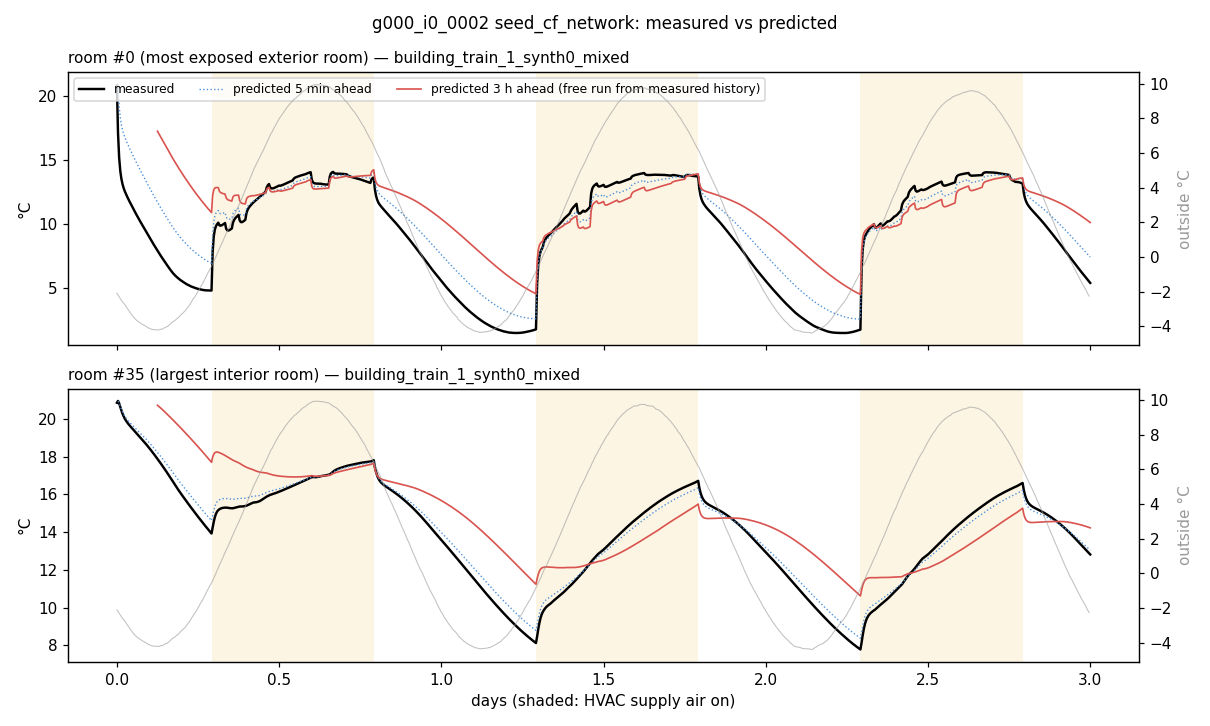 g000_i0_0002 seed_cf_network: measured vs predicted
room #0 (most exposed exterior room) — building_train_1_synth0_mixed
measured
predicted 5 min ahead
predicted 3 h ahead (free run from measured history)
20
15
10
5
°C
10
8
6
4
2
0
−2
−4
outside °C
room #35 (largest interior room) — building_train_1_synth0_mixed
20
18
16
14
12
10
8
°C
10
8
6
4
2
0
−2
−4
outside °C
0.0 0.5 1.0 1.5 2.0 2.5 3.0
days (shaded: HVAC supply air on)